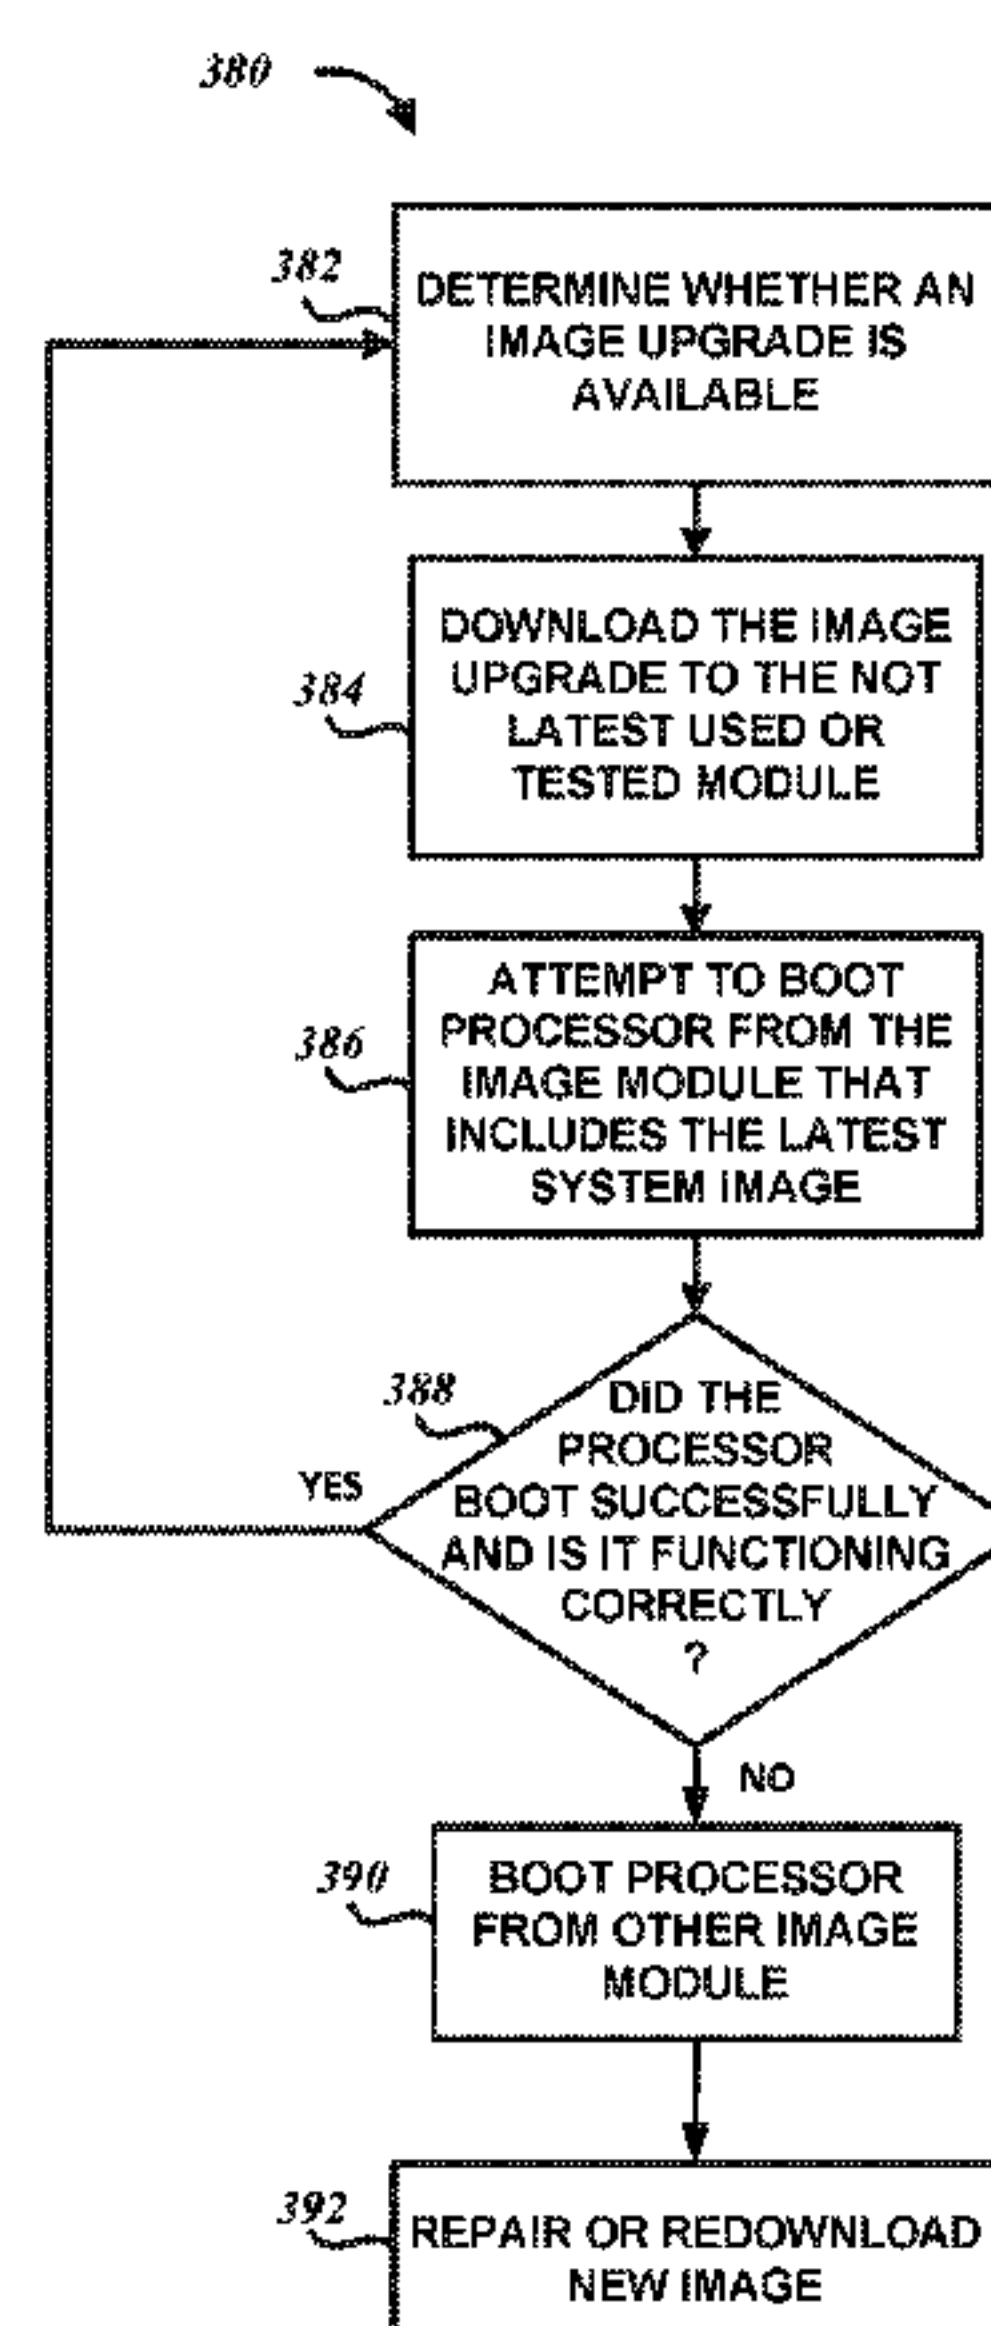 380
382
DETERMINE WHETHER AN
IMAGE UPGRADE IS
AVAILABLE
384
DOWNLOAD THE IMAGE
UPGRADE TO THE NOT
LATEST USED OR
TESTED MODULE
386
ATTEMPT TO BOOT
PROCESSOR FROM THE
IMAGE MODULE THAT
INCLUDES THE LATEST
SYSTEM IMAGE
388
DID THE
PROCESSOR
BOOT SUCCESSFULLY
AND IS IT FUNCTIONING
CORRECTLY
?
YES
NO
390
BOOT PROCESSOR
FROM OTHER IMAGE
MODULE
392
REPAIR OR REDOWNLOAD
NEW IMAGE